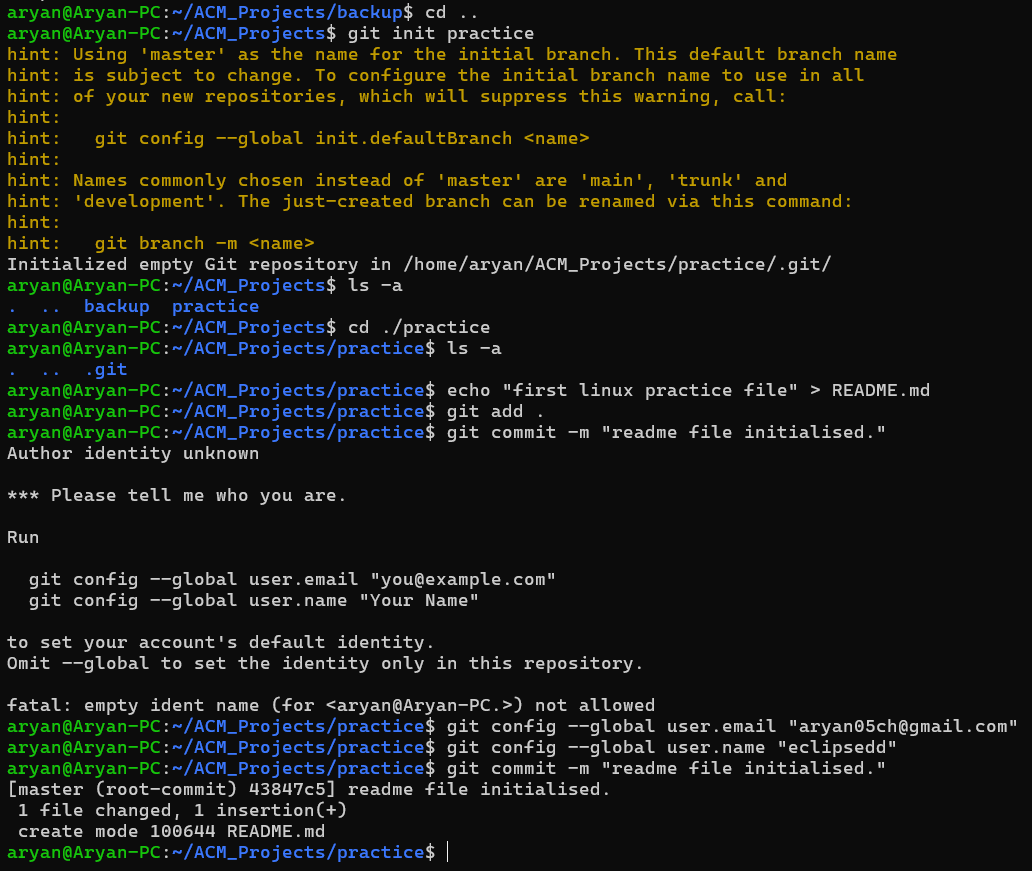 aryan@Aryan-PC:~/ACM_Projects/backup$ cd ..
aryan@Aryan-PC:~/ACM_Projects$ git init practice
hint: Using 'master' as the name for the initial branch. This default branch name
hint: is subject to change. To configure the initial branch name to use in all
hint: of your new repositories, which will suppress this warning, call:
hint:
hint:   git config --global init.defaultBranch <name>
hint:
hint: Names commonly chosen instead of 'master' are 'main', 'trunk' and
hint: 'development'. The just-created branch can be renamed via this command:
hint:
hint:   git branch -m <name>
Initialized empty Git repository in /home/aryan/ACM_Projects/practice/.git/
aryan@Aryan-PC:~/ACM_Projects$ ls -a
.  ..  backup  practice
aryan@Aryan-PC:~/ACM_Projects$ cd ./practice
aryan@Aryan-PC:~/ACM_Projects/practice$ ls -a
.  ..  .git
aryan@Aryan-PC:~/ACM_Projects/practice$ echo "first linux practice file" > README.md
aryan@Aryan-PC:~/ACM_Projects/practice$ git add .
aryan@Aryan-PC:~/ACM_Projects/practice$ git commit -m "readme file initialised."
Author identity unknown

*** Please tell me who you are.

Run

  git config --global user.email "you@example.com"
  git config --global user.name "Your Name"

to set your account's default identity.
Omit --global to set the identity only in this repository.

fatal: empty ident name (for <aryan@Aryan-PC.>) not allowed
aryan@Aryan-PC:~/ACM_Projects/practice$ git config --global user.email "aryan05ch@gmail.com"
aryan@Aryan-PC:~/ACM_Projects/practice$ git config --global user.name "eclipsedd"
aryan@Aryan-PC:~/ACM_Projects/practice$ git commit -m "readme file initialised."
[master (root-commit) 43847c5] readme file initialised.
 1 file changed, 1 insertion(+)
 create mode 100644 README.md
aryan@Aryan-PC:~/ACM_Projects/practice$